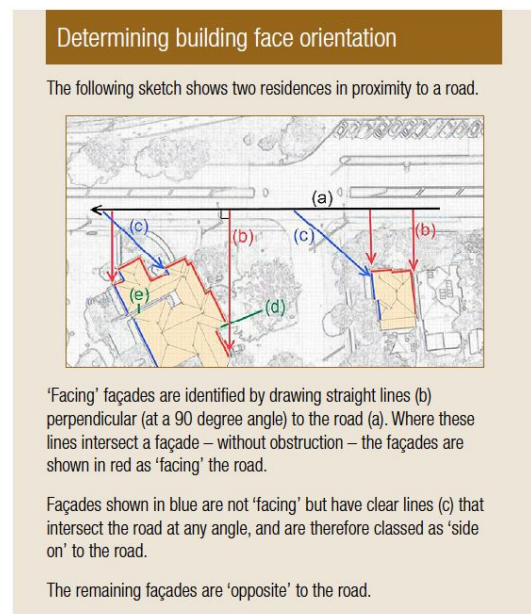 Determining building face orientation
The following sketch shows two residences in proximity to a road.
(a)
(c)
(b)
(c)
(b)
(e)
(d)
‘Facing’ façades are identified by drawing straight lines (b)
perpendicular (at a 90 degree angle) to the road (a). Where these
lines intersect a façade – without obstruction – the façades are
shown in red as ‘facing’ the road.
Façades shown in blue are not ‘facing’ but have clear lines (c) that
intersect the road at any angle, and are therefore classed as ‘side
on’ to the road.
The remaining façades are ‘opposite’ to the road.